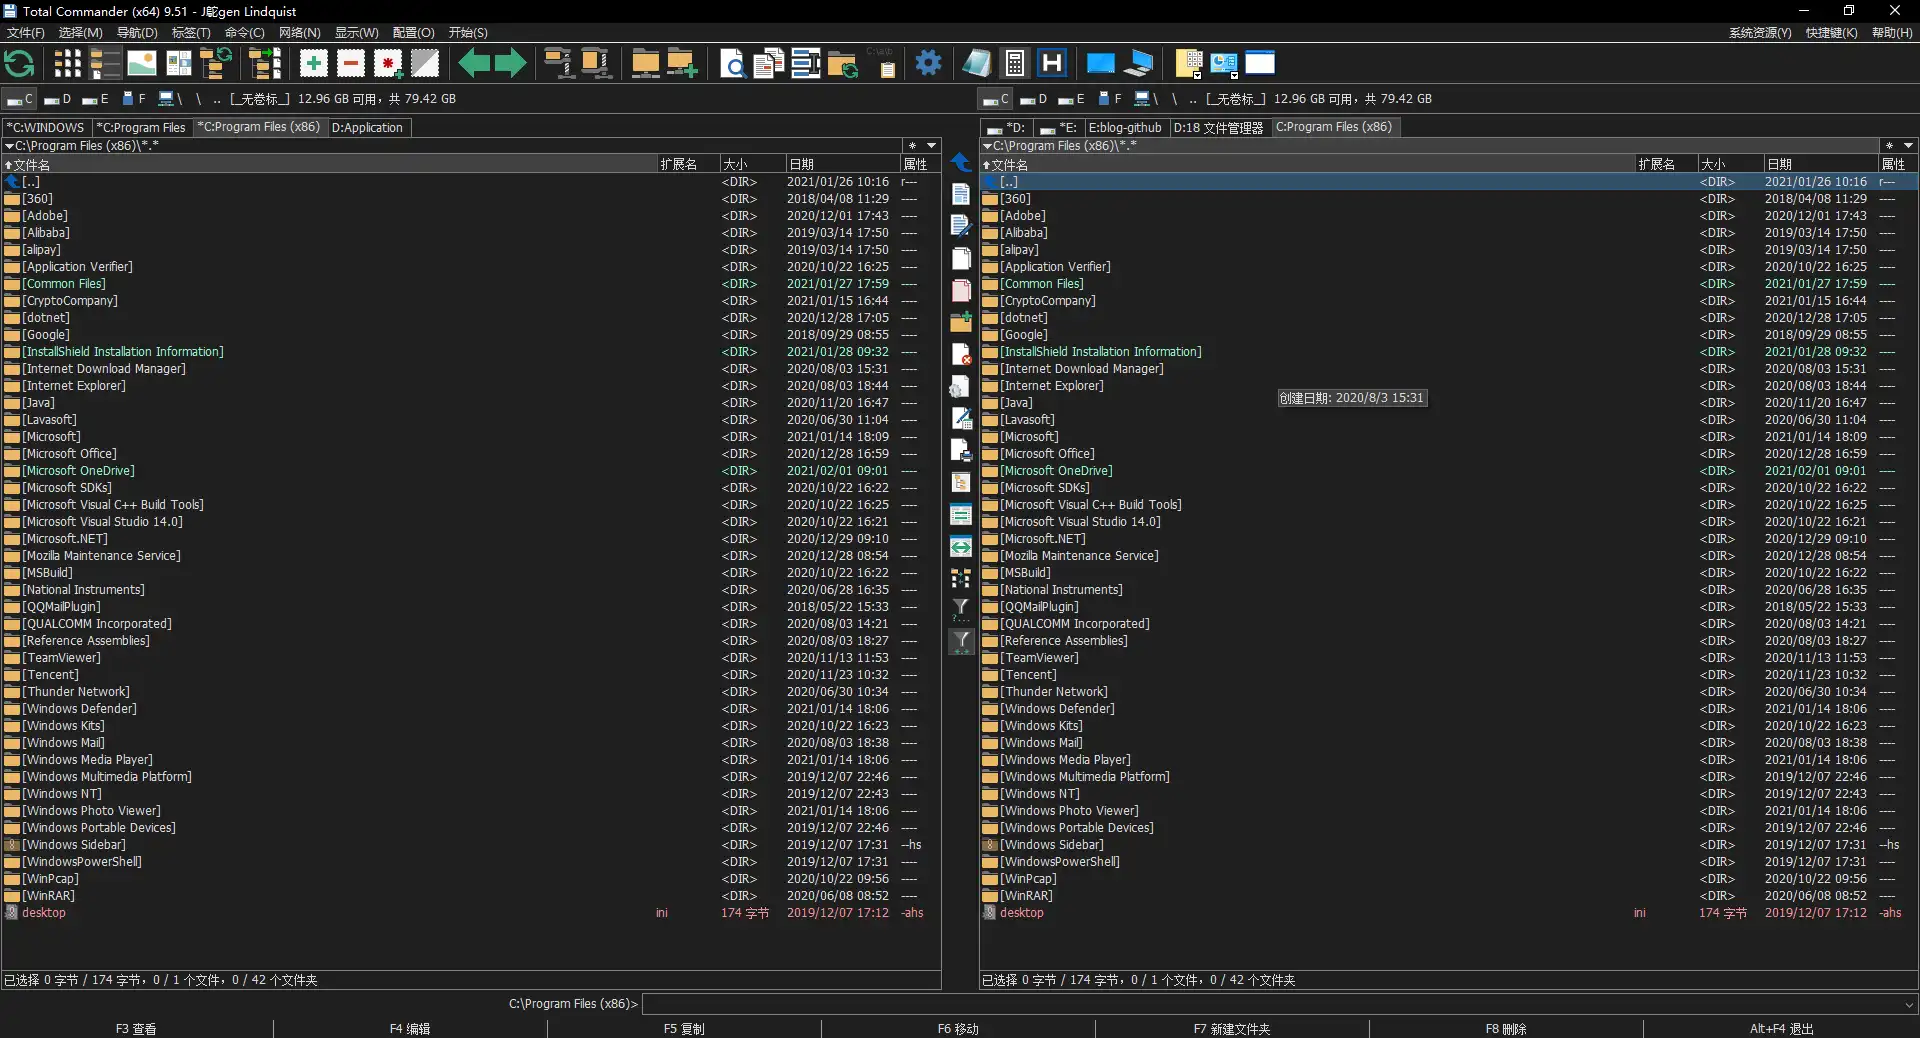 Total Commander (x64) 9.51 - J鄮gen Lindquist
文件(F) 选择(M) 导航(D) 标签(T) 命令(C) 网络(N) 显示(W) 配置(O) 开始(S) 系统资源(Y) 快捷键(K) 帮助(H)
C D E F \ \ .. [_无卷标_] 12.96 GB 可用，共 79.42 GB
C D E F \ \ .. [_无卷标_] 12.96 GB 可用，共 79.42 GB
*C:WINDOWS *C:Program Files *C:Program Files (x86) D:Application
*D: *E: E:blog-github D:18 文件管理器 C:Program Files (x86)
C:\Program Files (x86)\*.* *
文件名 扩展名 大小 日期 属性
[..] <DIR> 2021/01/26 10:16 r---
[360] <DIR> 2018/04/08 11:29 ----
[Adobe] <DIR> 2020/12/01 17:43 ----
[Alibaba] <DIR> 2019/03/14 17:50 ----
[alipay] <DIR> 2019/03/14 17:50 ----
[Application Verifier] <DIR> 2020/10/22 16:25 ----
[Common Files] <DIR> 2021/01/27 17:59 ----
[CryptoCompany] <DIR> 2021/01/15 16:44 ----
[dotnet] <DIR> 2020/12/28 17:05 ----
[Google] <DIR> 2018/09/29 08:55 ----
[InstallShield Installation Information] <DIR> 2021/01/28 09:32 ----
[Internet Download Manager] <DIR> 2020/08/03 15:31 ----
[Internet Explorer] <DIR> 2020/08/03 18:44 ----
[Java] <DIR> 2020/11/20 16:47 ----
[Lavasoft] <DIR> 2020/06/30 11:04 ----
[Microsoft] <DIR> 2021/01/14 18:09 ----
[Microsoft Office] <DIR> 2020/12/28 16:59 ----
[Microsoft OneDrive] <DIR> 2021/02/01 09:01 ----
[Microsoft SDKs] <DIR> 2020/10/22 16:22 ----
[Microsoft Visual C++ Build Tools] <DIR> 2020/10/22 16:25 ----
[Microsoft Visual Studio 14.0] <DIR> 2020/10/22 16:21 ----
[Microsoft.NET] <DIR> 2020/12/29 09:10 ----
[Mozilla Maintenance Service] <DIR> 2020/12/28 08:54 ----
[MSBuild] <DIR> 2020/10/22 16:22 ----
[National Instruments] <DIR> 2020/06/28 16:35 ----
[QQMailPlugin] <DIR> 2018/05/22 15:33 ----
[QUALCOMM Incorporated] <DIR> 2020/08/03 14:21 ----
[Reference Assemblies] <DIR> 2020/08/03 18:27 ----
[TeamViewer] <DIR> 2020/11/13 11:53 ----
[Tencent] <DIR> 2020/11/23 10:32 ----
[Thunder Network] <DIR> 2020/06/30 10:34 ----
[Windows Defender] <DIR> 2021/01/14 18:06 ----
[Windows Kits] <DIR> 2020/10/22 16:23 ----
[Windows Mail] <DIR> 2020/08/03 18:38 ----
[Windows Media Player] <DIR> 2021/01/14 18:06 ----
[Windows Multimedia Platform] <DIR> 2019/12/07 22:46 ----
[Windows NT] <DIR> 2019/12/07 22:43 ----
[Windows Photo Viewer] <DIR> 2021/01/14 18:06 ----
[Windows Portable Devices] <DIR> 2019/12/07 22:46 ----
[Windows Sidebar] <DIR> 2019/12/07 17:31 --hs
[WindowsPowerShell] <DIR> 2019/12/07 17:31 ----
[WinPcap] <DIR> 2020/10/22 09:56 ----
[WinRAR] <DIR> 2020/06/08 08:52 ----
desktop ini 174 字节 2019/12/07 17:12 -ahs
已选择 0 字节 / 174 字节，0 / 1 个文件，0 / 42 个文件夹
C:\Program Files (x86)\*.* *
文件名 扩展名 大小 日期 属性
[..] <DIR> 2021/01/26 10:16 r---
[360] <DIR> 2018/04/08 11:29 ----
[Adobe] <DIR> 2020/12/01 17:43 ----
[Alibaba] <DIR> 2019/03/14 17:50 ----
[alipay] <DIR> 2019/03/14 17:50 ----
[Application Verifier] <DIR> 2020/10/22 16:25 ----
[Common Files] <DIR> 2021/01/27 17:59 ----
[CryptoCompany] <DIR> 2021/01/15 16:44 ----
[dotnet] <DIR> 2020/12/28 17:05 ----
[Google] <DIR> 2018/09/29 08:55 ----
[InstallShield Installation Information] <DIR> 2021/01/28 09:32 ----
[Internet Download Manager] <DIR> 2020/08/03 15:31 ----
[Internet Explorer] <DIR> 2020/08/03 18:44 ----
创建日期: 2020/8/3 15:31
[Java] <DIR> 2020/11/20 16:47 ----
[Lavasoft] <DIR> 2020/06/30 11:04 ----
[Microsoft] <DIR> 2021/01/14 18:09 ----
[Microsoft Office] <DIR> 2020/12/28 16:59 ----
[Microsoft OneDrive] <DIR> 2021/02/01 09:01 ----
[Microsoft SDKs] <DIR> 2020/10/22 16:22 ----
[Microsoft Visual C++ Build Tools] <DIR> 2020/10/22 16:25 ----
[Microsoft Visual Studio 14.0] <DIR> 2020/10/22 16:21 ----
[Microsoft.NET] <DIR> 2020/12/29 09:10 ----
[Mozilla Maintenance Service] <DIR> 2020/12/28 08:54 ----
[MSBuild] <DIR> 2020/10/22 16:22 ----
[National Instruments] <DIR> 2020/06/28 16:35 ----
[QQMailPlugin] <DIR> 2018/05/22 15:33 ----
[QUALCOMM Incorporated] <DIR> 2020/08/03 14:21 ----
[Reference Assemblies] <DIR> 2020/08/03 18:27 ----
[TeamViewer] <DIR> 2020/11/13 11:53 ----
[Tencent] <DIR> 2020/11/23 10:32 ----
[Thunder Network] <DIR> 2020/06/30 10:34 ----
[Windows Defender] <DIR> 2021/01/14 18:06 ----
[Windows Kits] <DIR> 2020/10/22 16:23 ----
[Windows Mail] <DIR> 2020/08/03 18:38 ----
[Windows Media Player] <DIR> 2021/01/14 18:06 ----
[Windows Multimedia Platform] <DIR> 2019/12/07 22:46 ----
[Windows NT] <DIR> 2019/12/07 22:43 ----
[Windows Photo Viewer] <DIR> 2021/01/14 18:06 ----
[Windows Portable Devices] <DIR> 2019/12/07 22:46 ----
[Windows Sidebar] <DIR> 2019/12/07 17:31 --hs
[WindowsPowerShell] <DIR> 2019/12/07 17:31 ----
[WinPcap] <DIR> 2020/10/22 09:56 ----
[WinRAR] <DIR> 2020/06/08 08:52 ----
desktop ini 174 字节 2019/12/07 17:12 -ahs
已选择 0 字节 / 174 字节，0 / 1 个文件，0 / 42 个文件夹
C:\Program Files (x86)>
F3 查看 F4 编辑 F5 复制 F6 移动 F7 新建文件夹 F8 删除 Alt+F4 退出